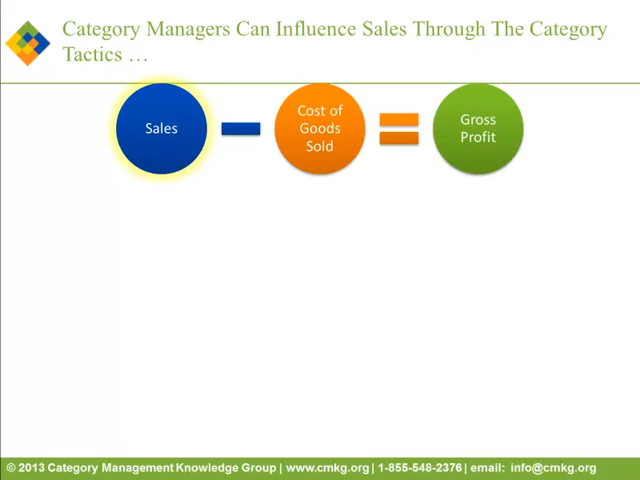 Category Managers Can Influence Sales Through The Category
Tactics …
Sales
Cost of
Goods
Sold
Gross
Profit
© 2013 Category Management Knowledge Group | www.cmkg.org | 1-855-548-2376 | email: info@cmkg.org